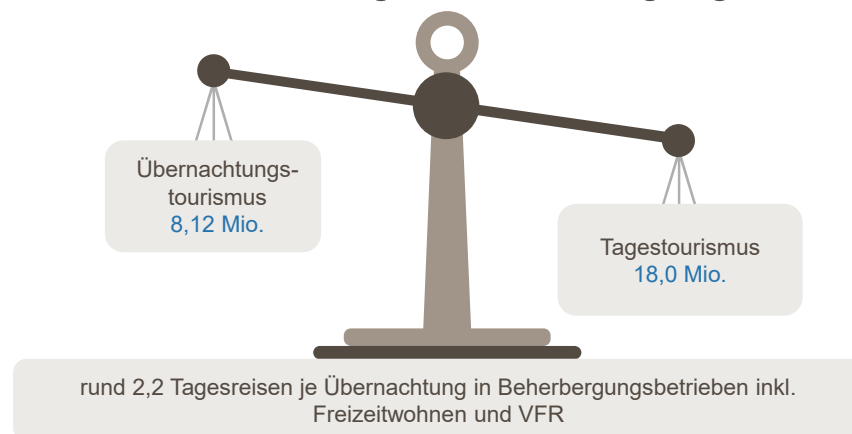 Übernachtungs-
tourismus
8,12 Mio.
Tagestourismus
18,0 Mio.
rund 2,2 Tagesreisen je Übernachtung in Beherbergungsbetrieben inkl.
Freizeitwohnen und VFR